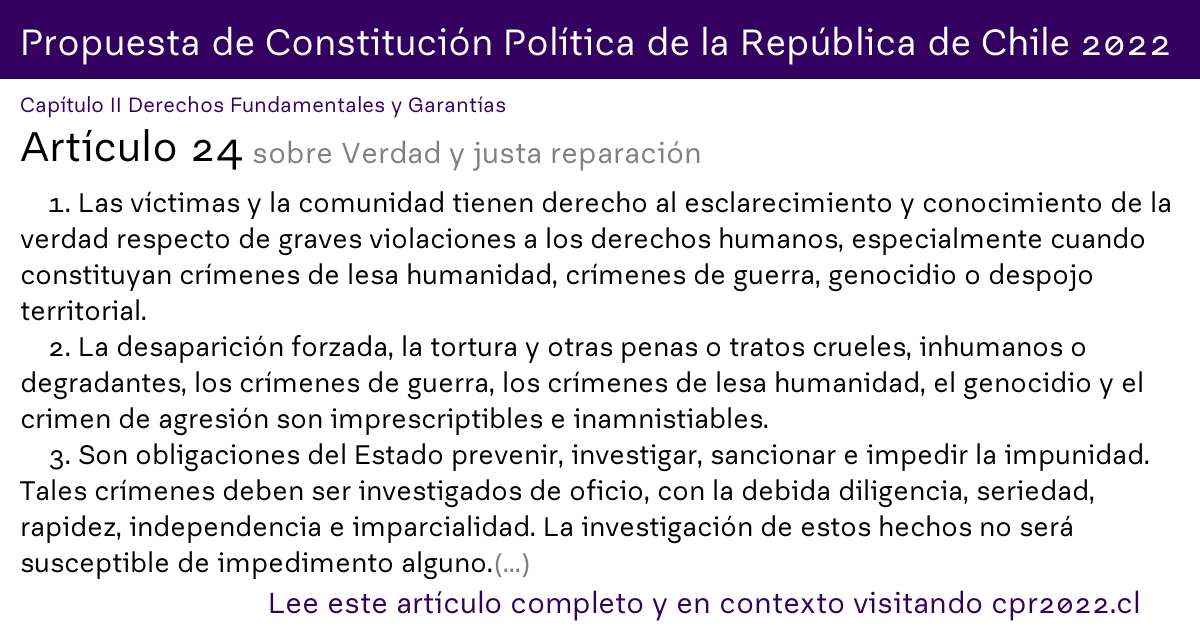 Propuesta de Constitución Política de la República de Chile 2022
Capítulo II Derechos Fundamentales y Garantías
Artículo 24 sobre Verdad y justa reparación
1. Las víctimas y la comunidad tienen derecho al esclarecimiento y conocimiento de la
verdad respecto de graves violaciones a los derechos humanos, especialmente cuando
constituyan crímenes de lesa humanidad, crímenes de guerra, genocidio o despojo
territorial.
2. La desaparición forzada, la tortura y otras penas o tratos crueles, inhumanos o
degradantes, los crímenes de guerra, los crímenes de lesa humanidad, el genocidio y el
crimen de agresión son imprescriptibles e inamnistiables.
3. Son obligaciones del Estado prevenir, investigar, sancionar e impedir la impunidad.
Tales crímenes deben ser investigados de oficio, con la debida diligencia, seriedad,
rapidez, independencia e imparcialidad. La investigación de estos hechos no será
susceptible de impedimento alguno.(...)
Lee este artículo completo y en contexto visitando cpr2022.cl